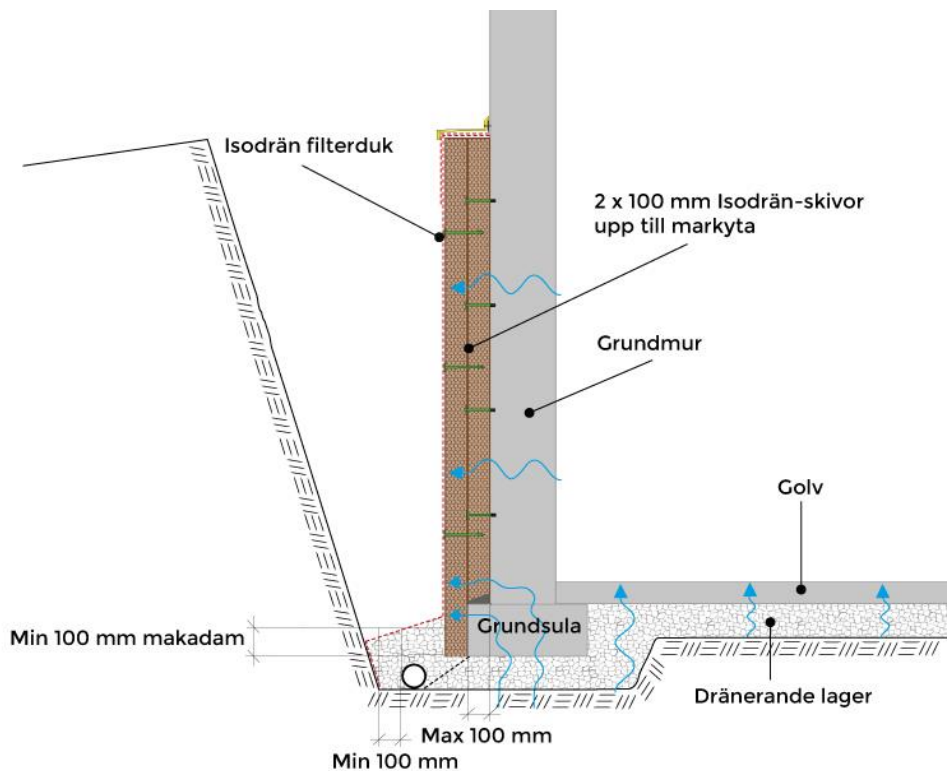 Isodrän filterduk
2 x 100 mm Isodrän-skivor
upp till markyta
Grundmur
Golv
Min 100 mm makadam
Grundsula
Dränerande lager
Max 100 mm
Min 100 mm